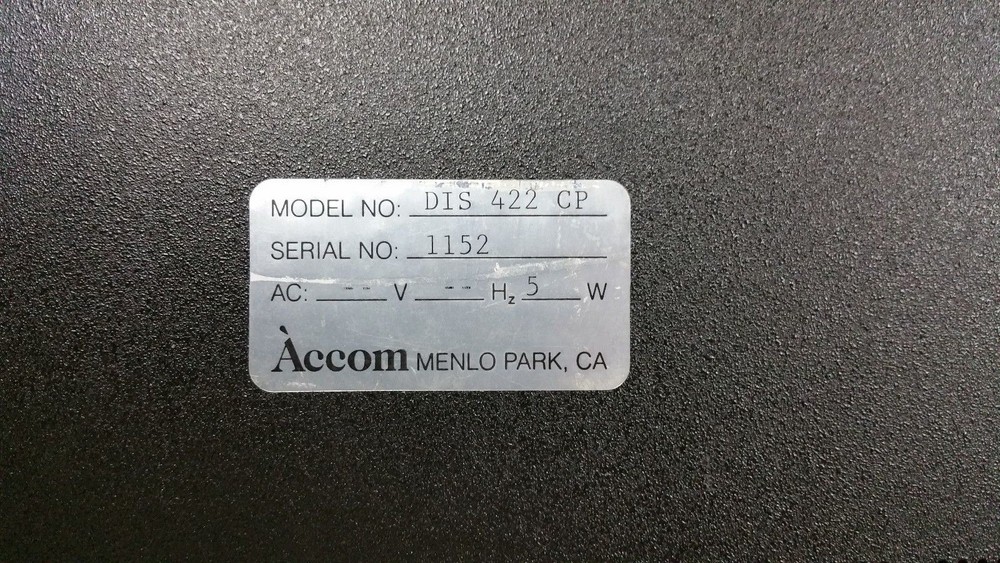 MODEL NO: DIS 422 CP
SERIAL NO: 1152
AC: -- V -- Hz 5 W
Àccom MENLO PARK, CA